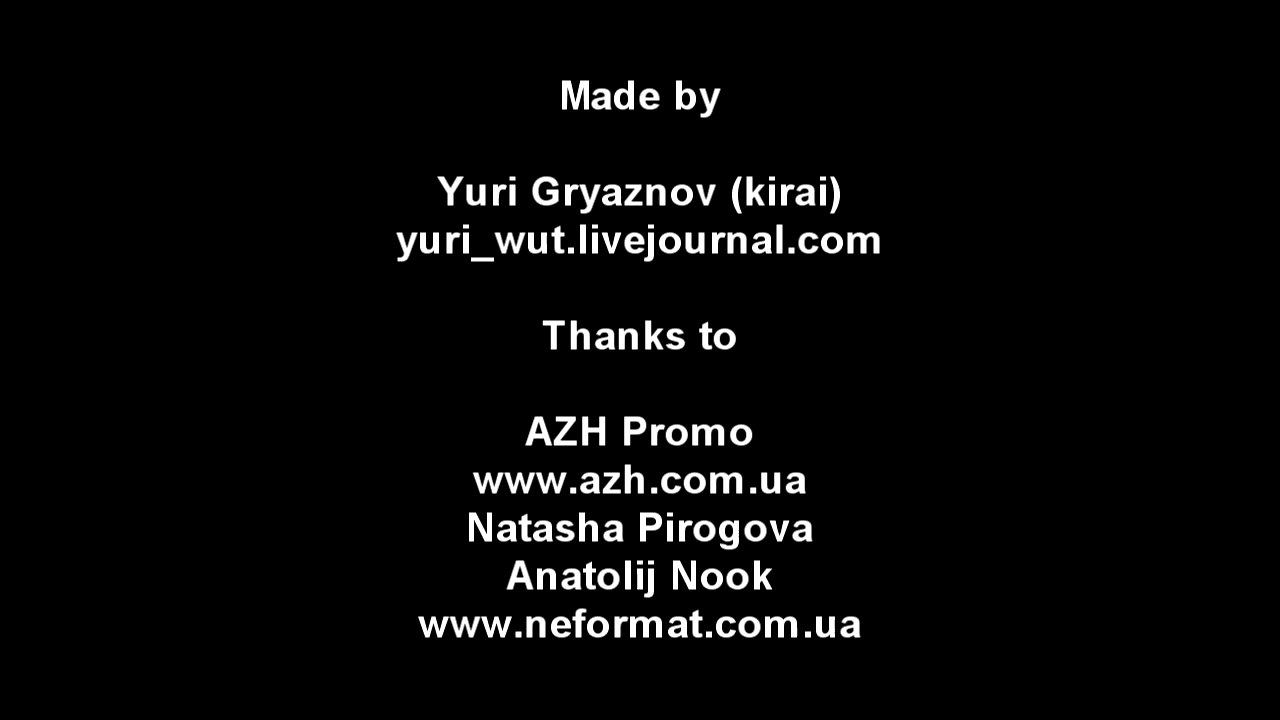 Made by
Yuri Gryaznov (kirai)
yuri_wut.livejournal.com
Thanks to
AZH Promo
www.azh.com.ua
Natasha Pirogova
Anatolij Nook
www.neformat.com.ua